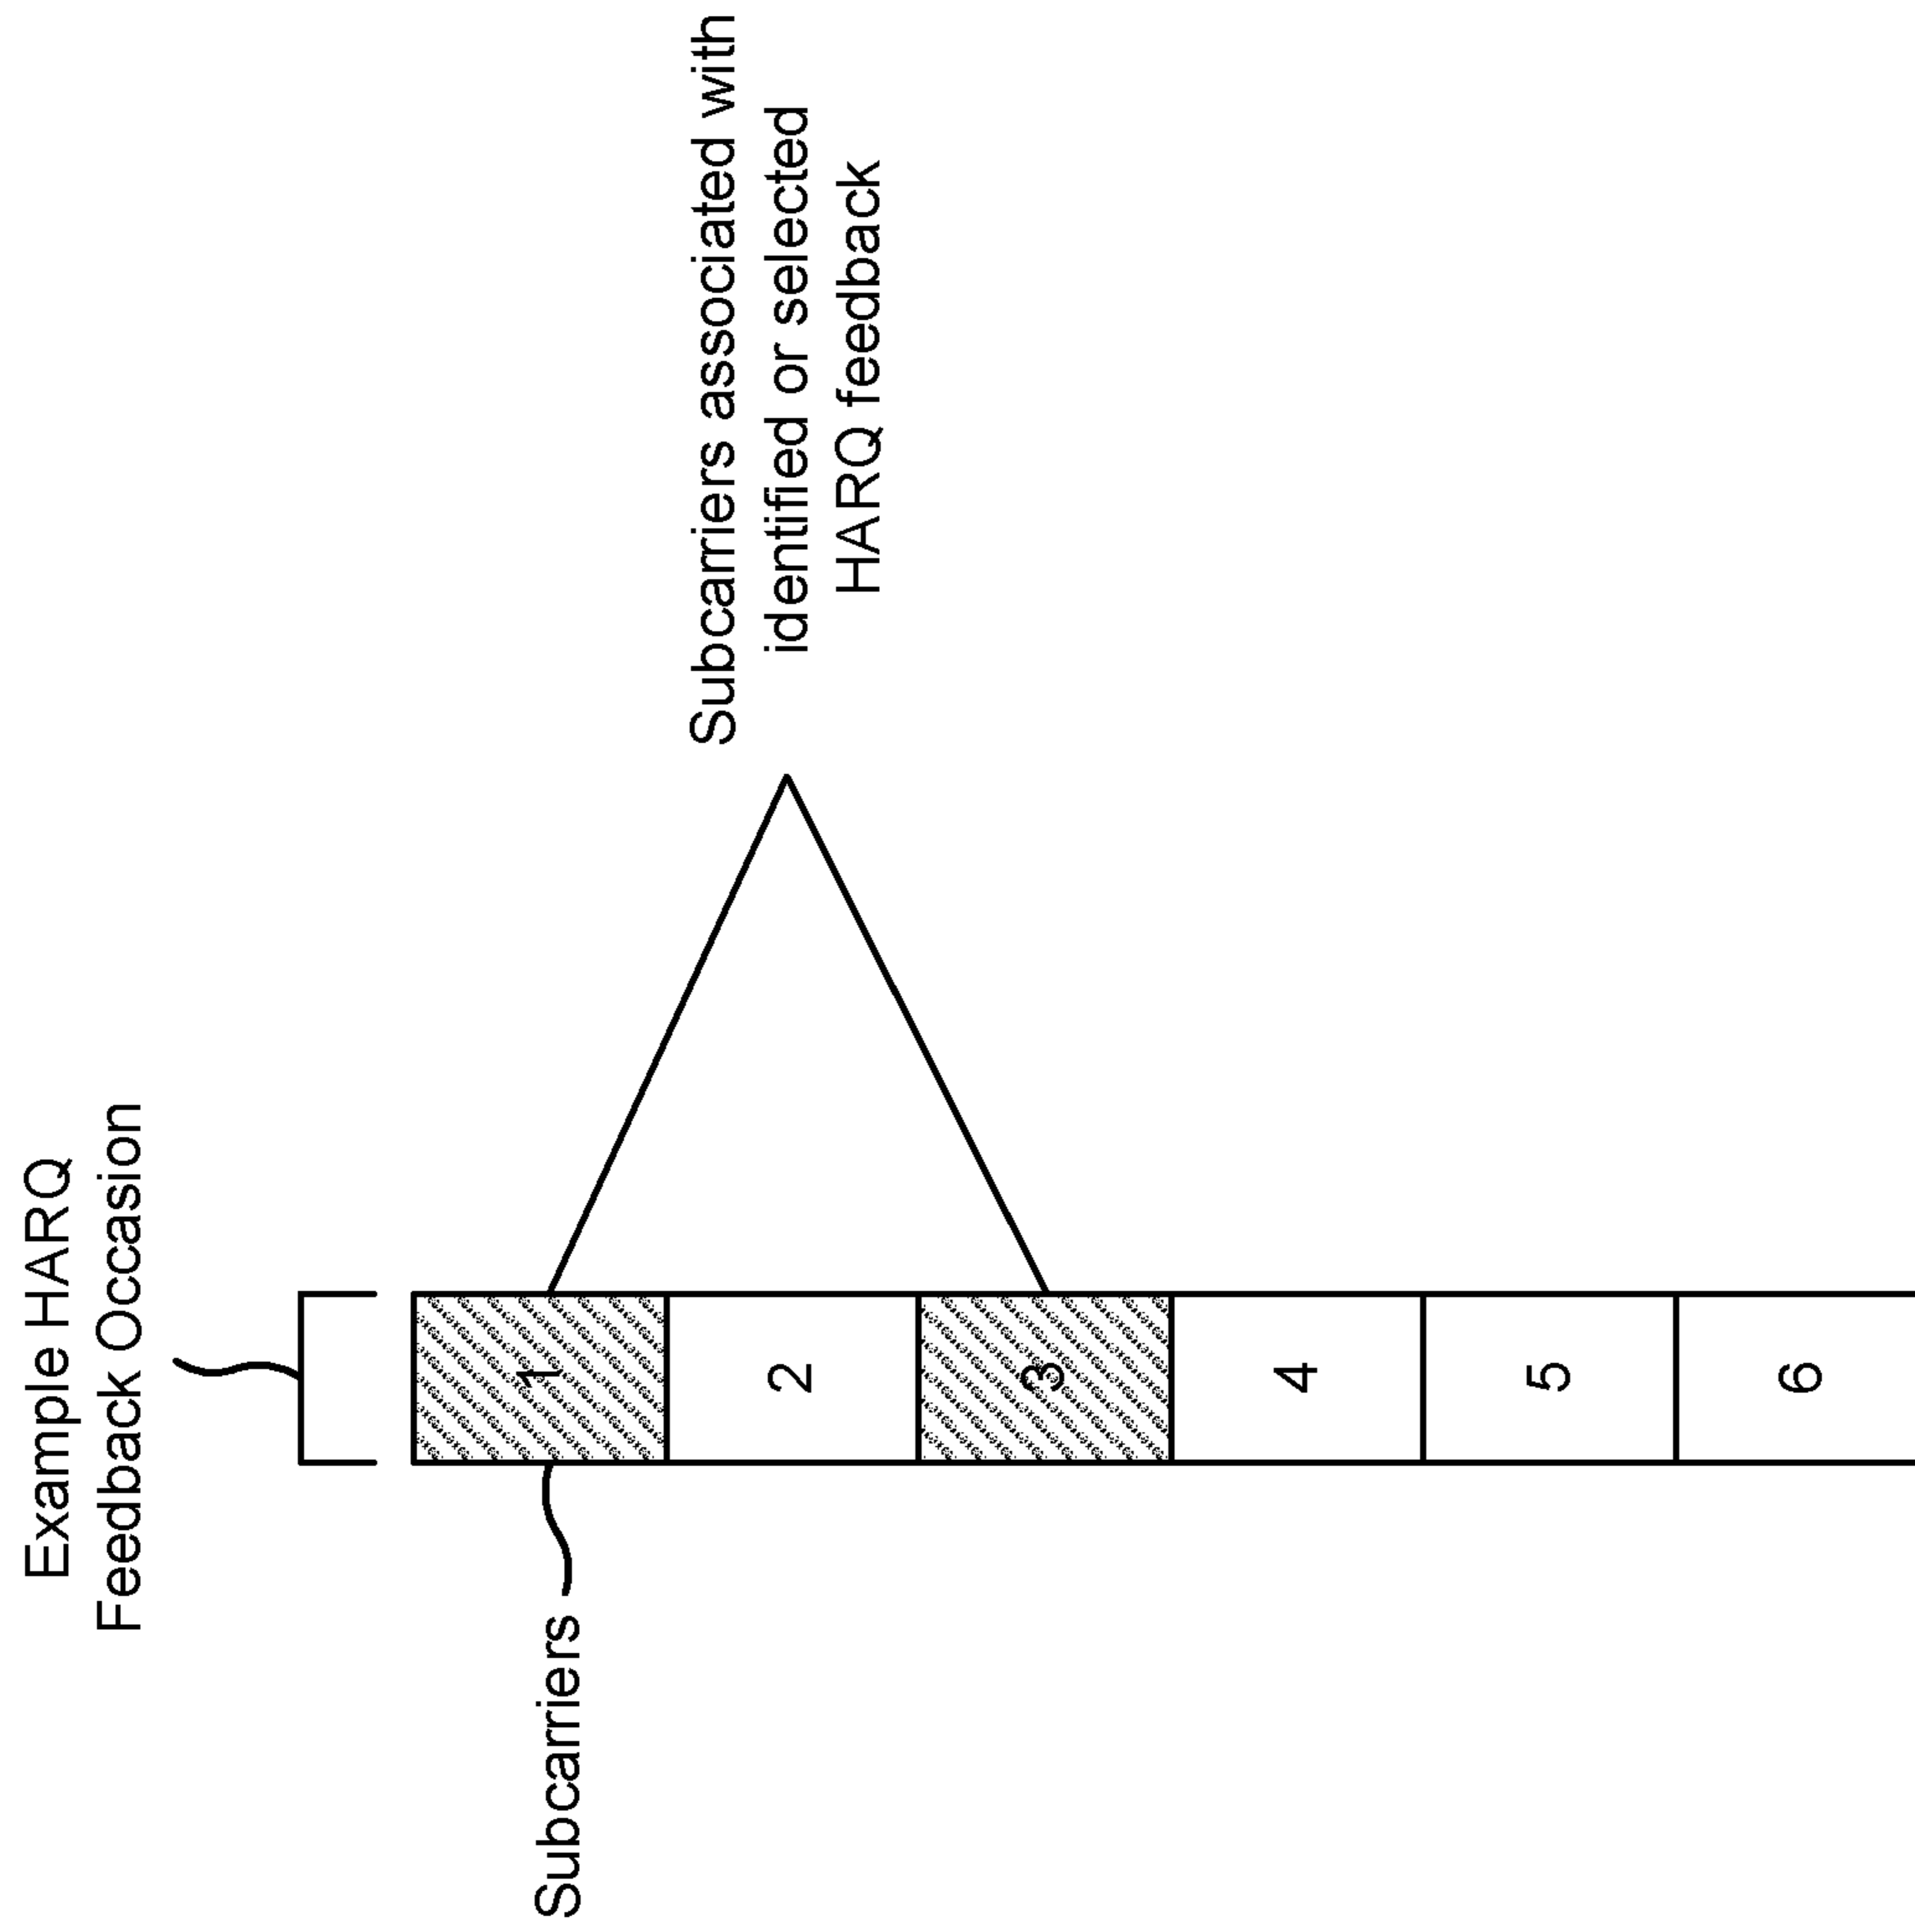 Example HARQ
Feedback Occasion
Subcarriers
1
2
3
4
5
6
Subcarriers associated with
identified or selected
HARQ feedback